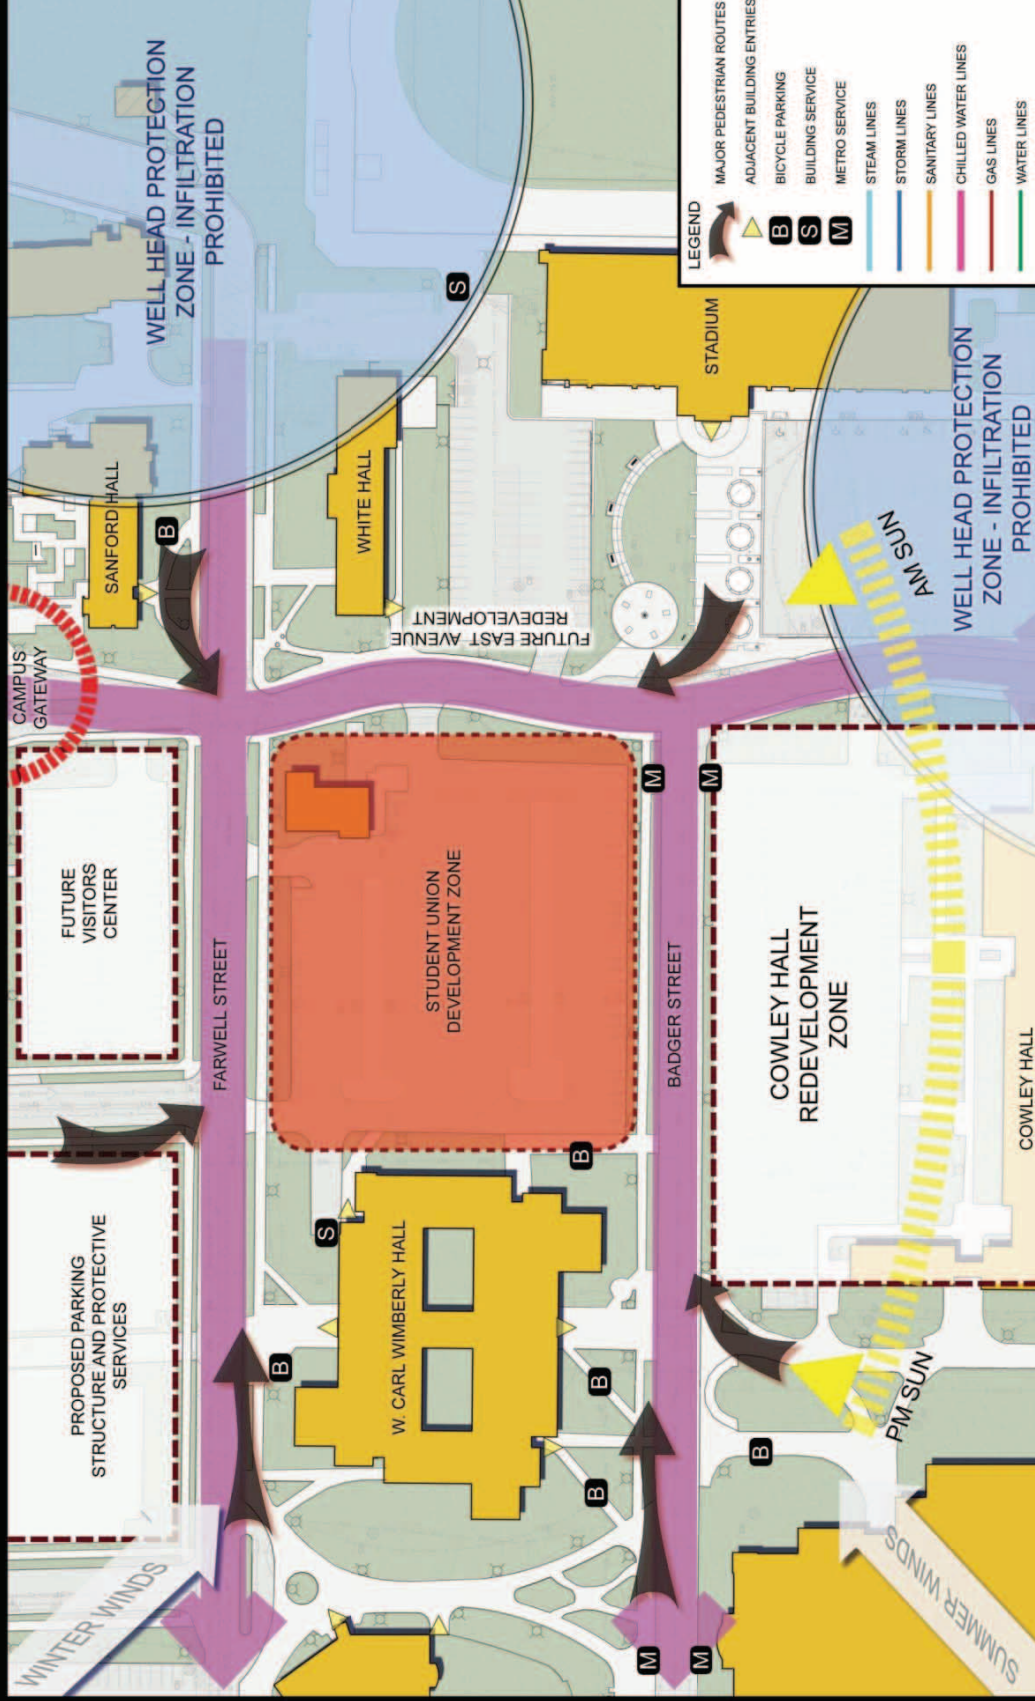 WINTER WINDS
PROPOSED PARKING
STRUCTURE AND PROTECTIVE
SERVICES
FUTURE
VISITORS
CENTER
CAMPUS
GATEWAY
SANFORD HALL
B
WELL HEAD PROTECTION
ZONE - INFILTRATION
PROHIBITED
FARWELL STREET
B
S
W. CARL WIMBERLY HALL
B
B
B
STUDENT UNION
DEVELOPMENT ZONE
FUTURE EAST AVENUE
REDEVELOPMENT
WHITE HALL
S
STADIUM
M
M
BADGER STREET
M
M
B
COWLEY HALL
REDEVELOPMENT
ZONE
COWLEY HALL
PM SUN
AM SUN
SUMMER WINDS
WELL HEAD PROTECTION
ZONE - INFILTRATION
PROHIBITED
LEGEND
MAJOR PEDESTRIAN ROUTES
ADJACENT BUILDING ENTRIES
B BICYCLE PARKING
S BUILDING SERVICE
M METRO SERVICE
STEAM LINES
STORM LINES
SANITARY LINES
CHILLED WATER LINES
GAS LINES
WATER LINES